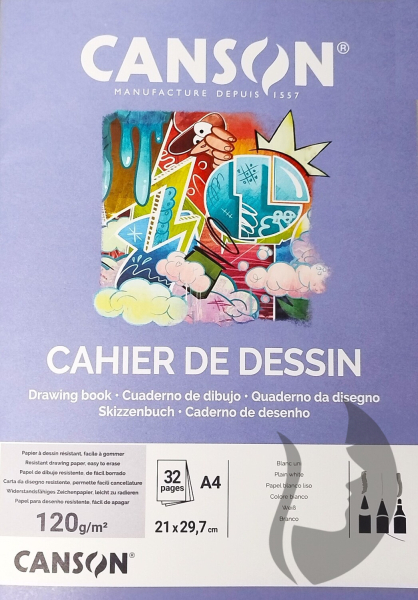 CANSON®
MANUFACTURE DEPUIS 1557
CAHIER DE DESSIN
Drawing book • Cuaderno de dibujo • Quaderno da disegno
Skizzenbuch • Caderno de desenho
Papier à dessin résistant, facile à gommer
Resistant drawing paper, easy to erase
Papel de dibujo resistente de fácil borrado
Carta da disegno resistente, permette facili cancellature
Widerstandsfähiges Zeichenpapier, leicht zu radieren
Papel para desenho resistente, fácil de apagar
120g/m²
32
pages
A4
21 x 29,7 cm
Blanc uni
Plain white
Papel blanco liso
Colore bianco
Weiß
Branco
CANSON®